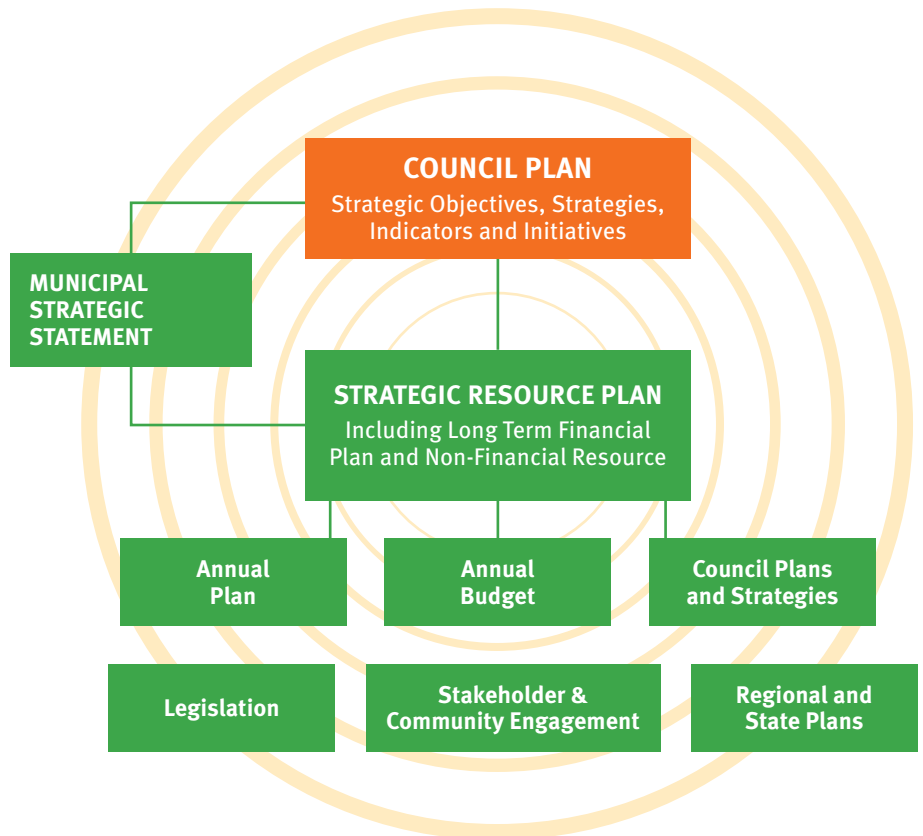 COUNCIL PLAN
Strategic Objectives, Strategies,
Indicators and Initiatives
MUNICIPAL
STRATEGIC
STATEMENT
STRATEGIC RESOURCE PLAN
Including Long Term Financial
Plan and Non-Financial Resource
Annual
Plan
Annual
Budget
Council Plans
and Strategies
Legislation
Stakeholder &
Community Engagement
Regional and
State Plans